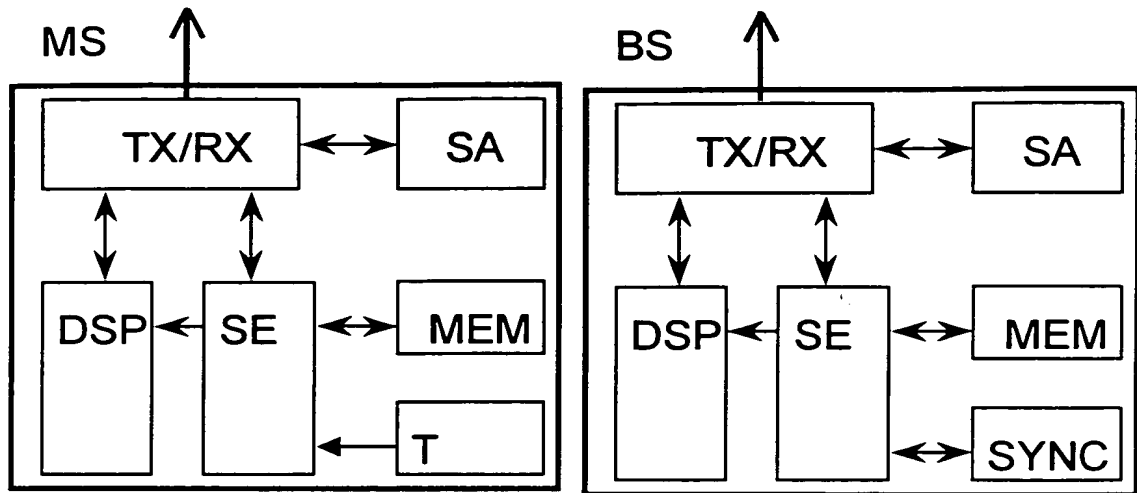 MS
TX/RX
SA
DSP
SE
MEM
T
BS
TX/RX
SA
DSP
SE
MEM
SYNC